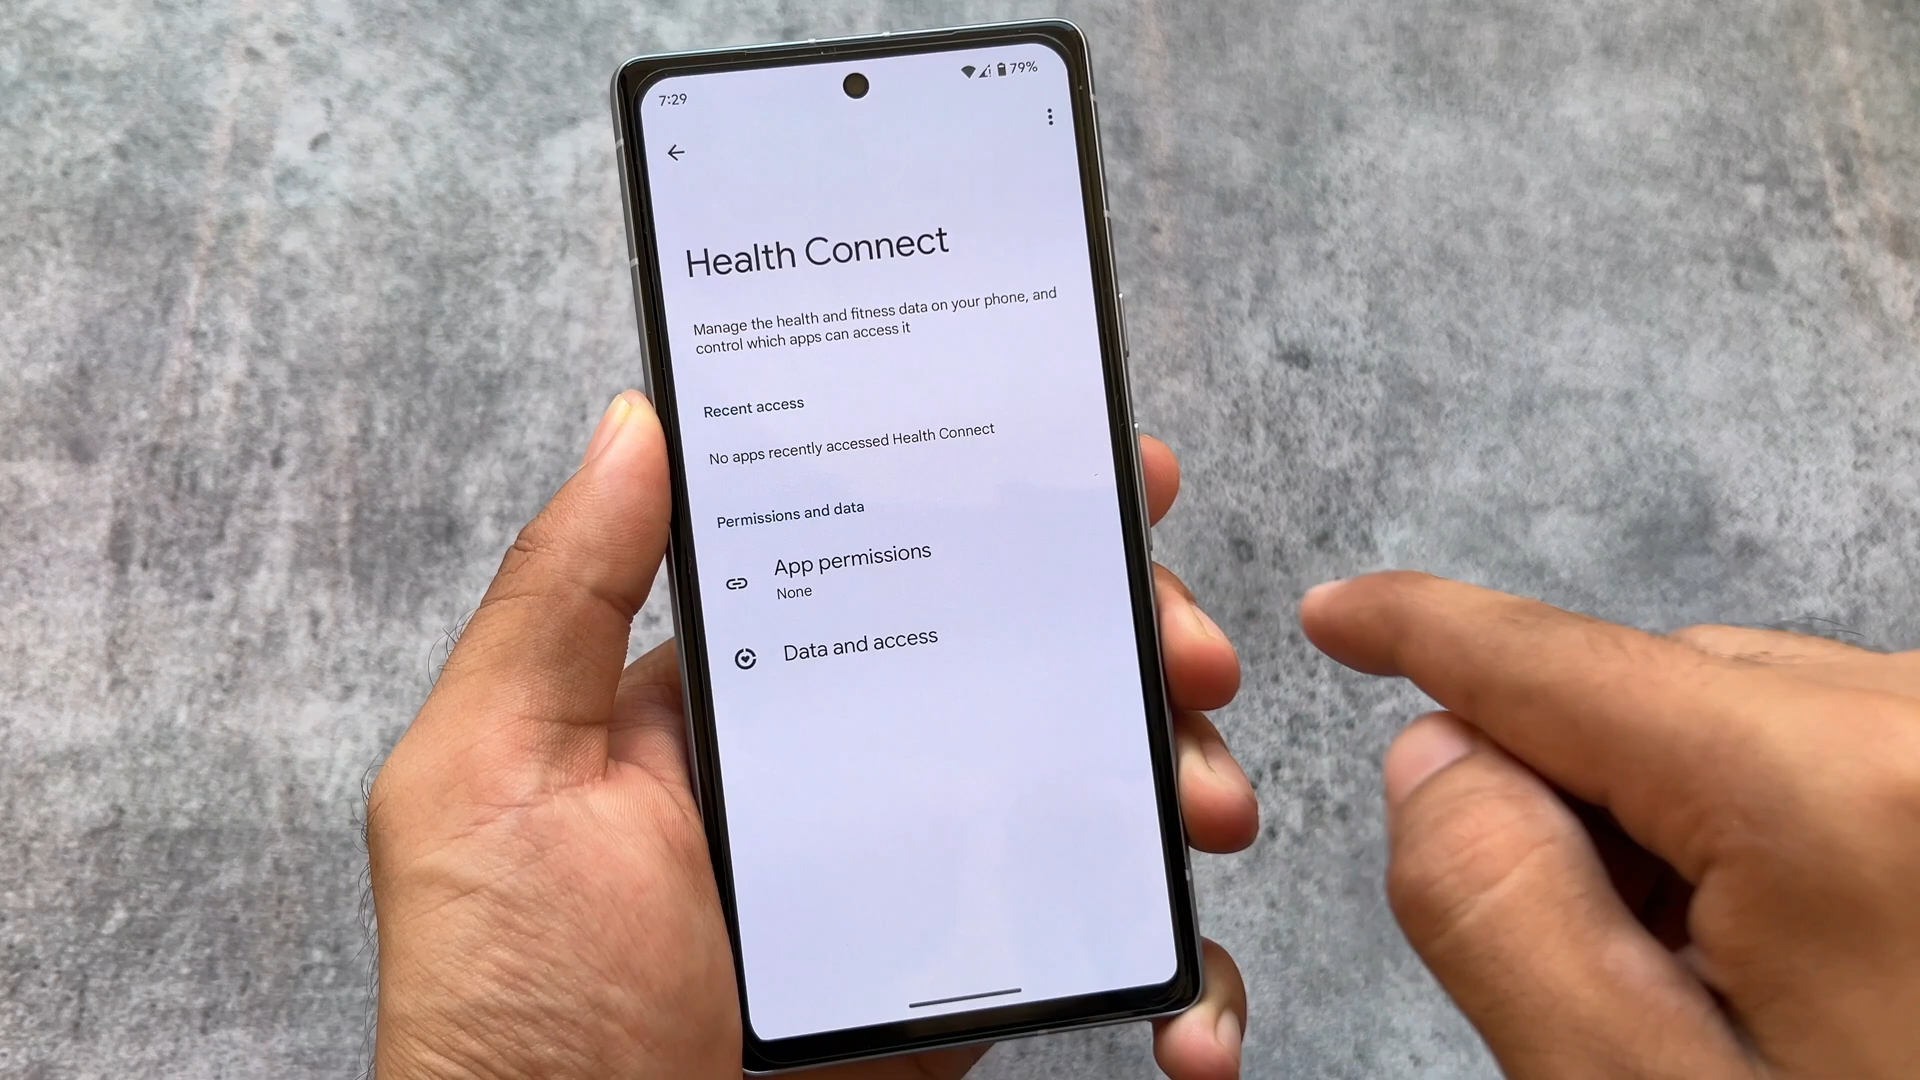 7:29
79%
Health Connect
Manage the health and fitness data on your phone, and
control which apps can access it
Recent access
No apps recently accessed Health Connect
Permissions and data
App permissions
None
Data and access